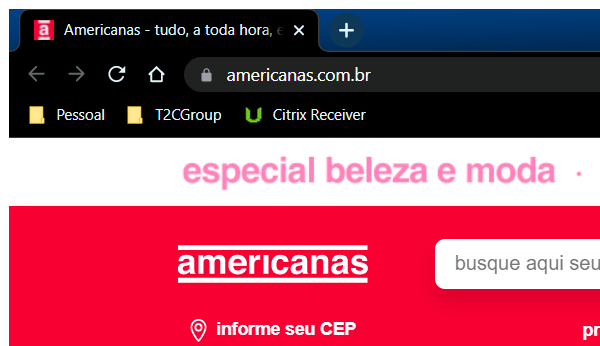 Americanas - tudo, a toda hora,
americanas.com.br
Pessoal T2CGroup Citrix Receiver
especial beleza e moda ·
americanas
busque aqui seu
informe seu CEP pr